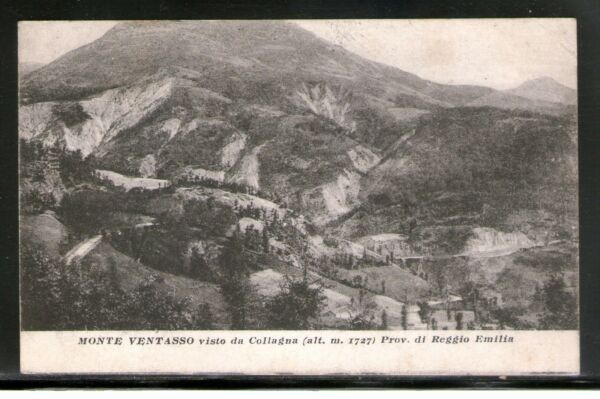 MONTE VENTASSO visto da Collagna (alt. m. 1727) Prov. di Reggio Emilia